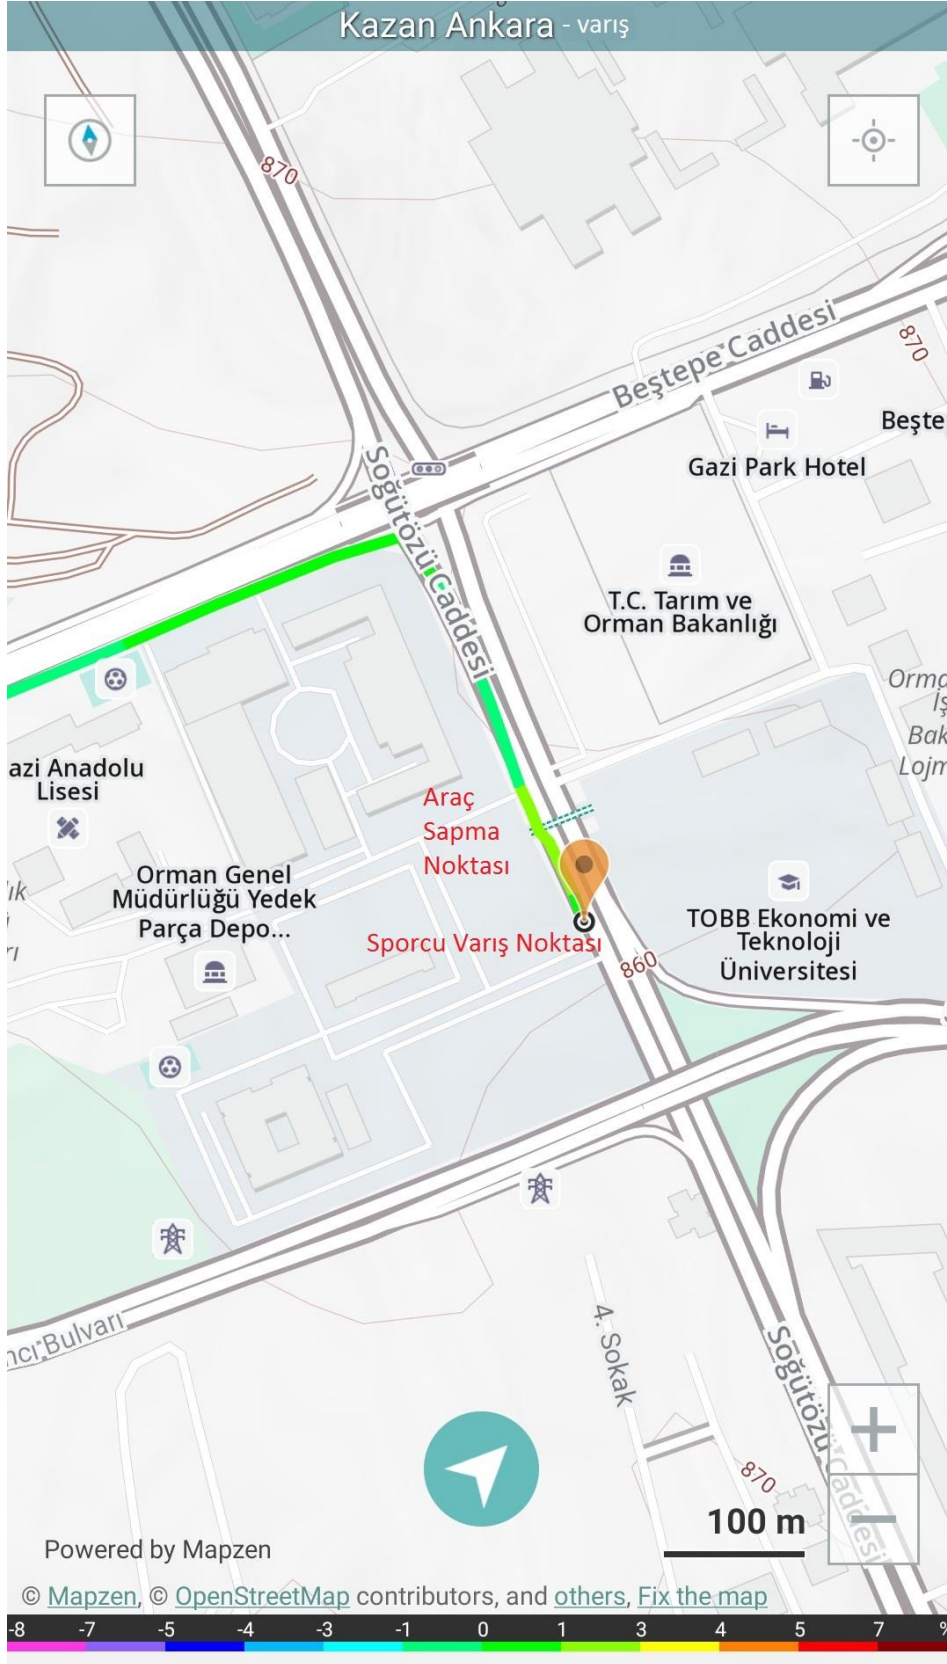 Kazan Ankara - varış
870
Beştepe Caddesi
870
Beşte
Gazi Park Hotel
Söğütözü Caddesi
T.C. Tarım ve
Orman Bakanlığı
Orma
İş
Bak
Lojm
azi Anadolu
Lisesi
Araç
Sapma
Noktası
Orman Genel
Müdürlüğü Yedek
Parça Depo...
lık
TOBB Ekonomi ve
Teknoloji
Üniversitesi
Sporcu Varış Noktası
860
ncı Bulvarı
4. Sokak
Söğütözü Caddesi
870
100 m
Powered by Mapzen
© Mapzen, © OpenStreetMap contributors, and others, Fix the map
-8 -7 -5 -4 -3 -1 0 1 3 4 5 7 %